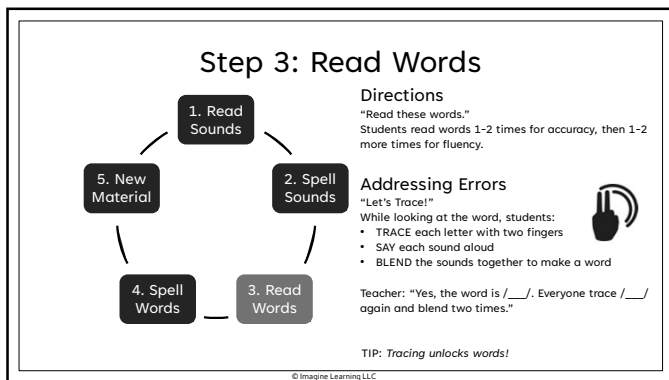 Step 3: Read Words
1. Read
Sounds
2. Spell
Sounds
3. Read
Words
4. Spell
Words
5. New
Material
Directions
“Read these words.”
Students read words 1-2 times for accuracy, then 1-2
more times for fluency.
Addressing Errors
“Let’s Trace!”
While looking at the word, students:
• TRACE each letter with two fingers
• SAY each sound aloud
• BLEND the sounds together to make a word
Teacher: “Yes, the word is /___/. Everyone trace /___/
again and blend two times.”
TIP: Tracing unlocks words!
© Imagine Learning LLC